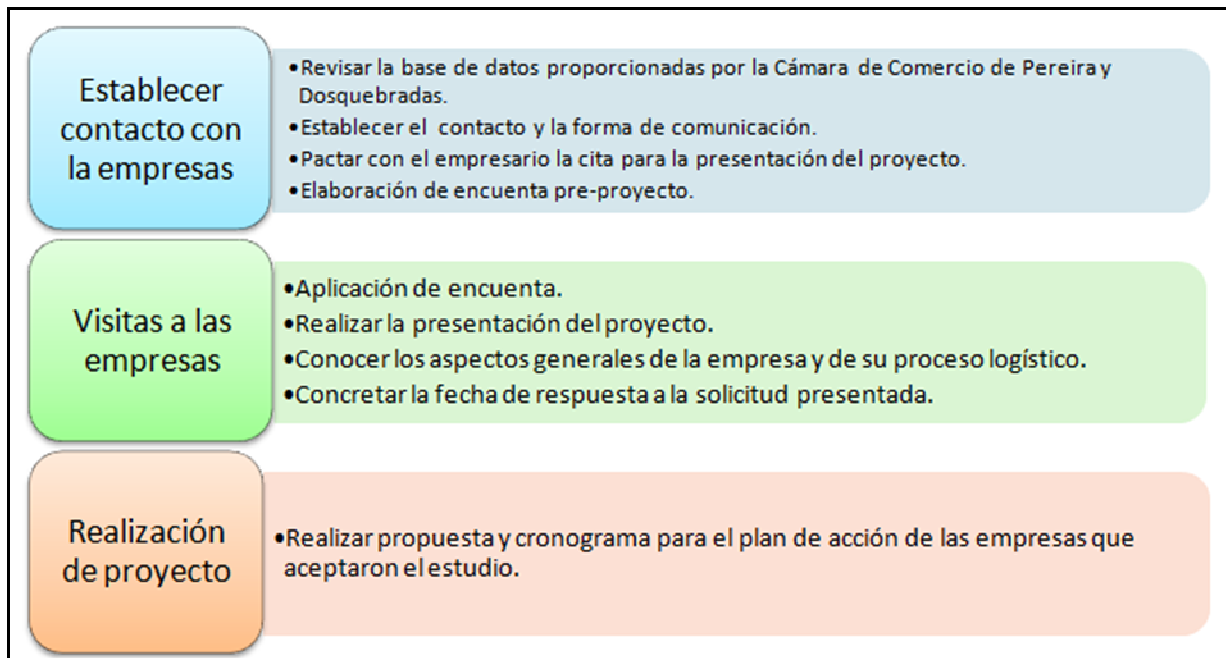 Establecer
contacto con
la empresas
•Revisar la base de datos proporcionadas por la Cámara de Comercio de Pereira y
Dosquebradas.
•Establecer el contacto y la forma de comunicación.
•Pactar con el empresario la cita para la presentación del proyecto.
•Elaboración de encuenta pre-proyecto.
Visitas a las
empresas
•Aplicación de encuenta.
•Realizar la presentación del proyecto.
•Conocer los aspectos generales de la empresa y de su proceso logístico.
•Concretar la fecha de respuesta a la solicitud presentada.
Realización
de proyecto
•Realizar propuesta y cronograma para el plan de acción de las empresas que
aceptaron el estudio.